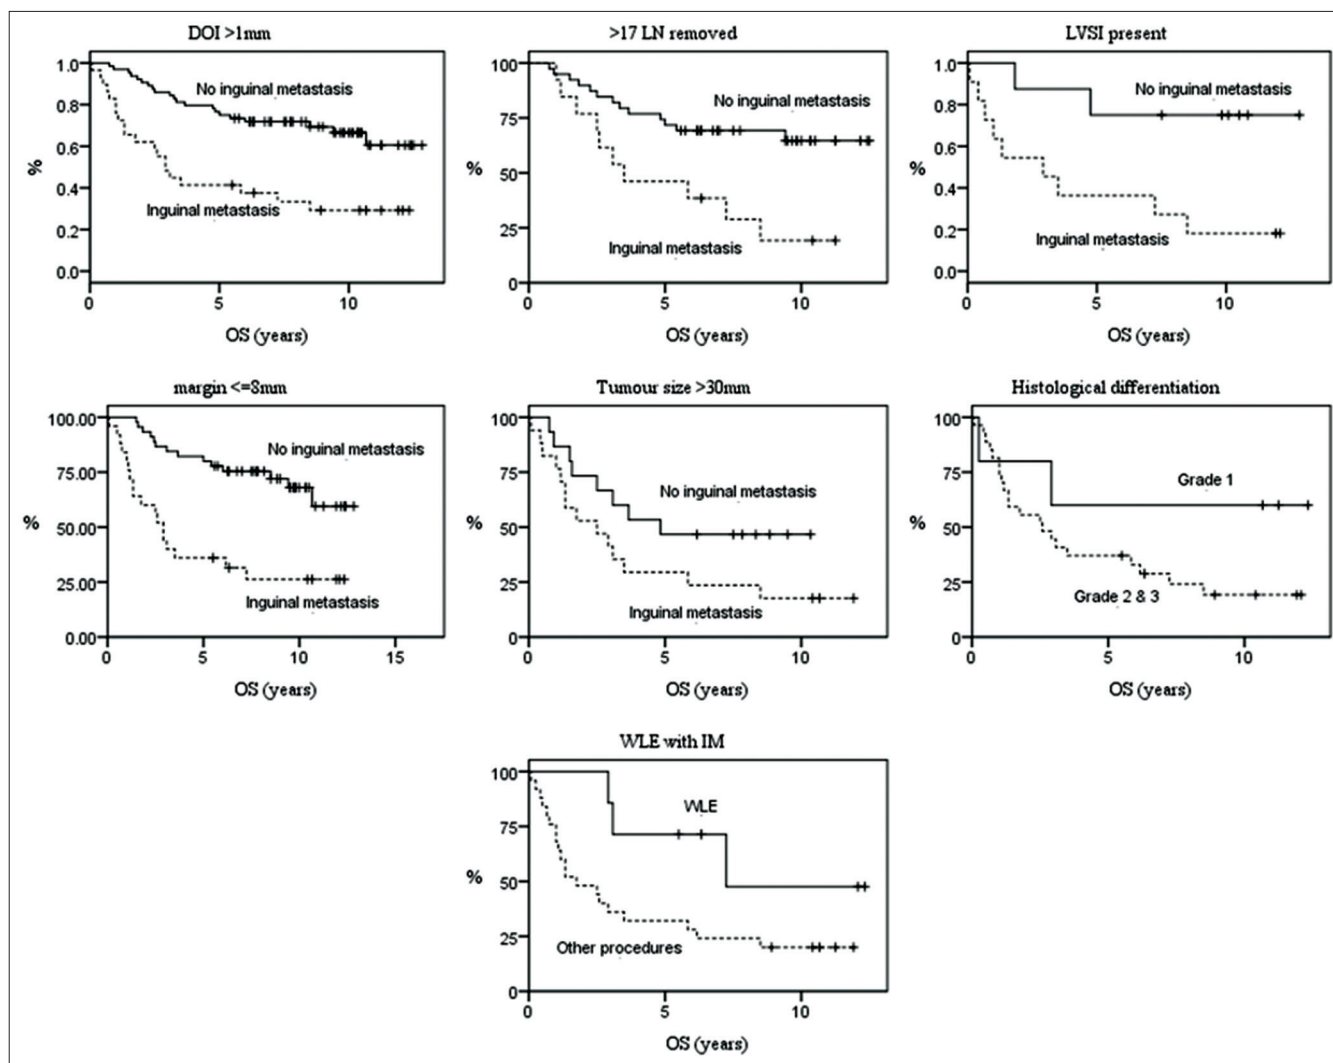 DOI >1mm
1.0
0.8
0.6
0.4
0.2
0.0
%
No inguinal metastasis
Inguinal metastasis
0 5 10
OS (years)
>17 LN removed
100
75
50
25
0
%
No inguinal metastasis
Inguinal metastasis
0 5 10
OS (years)
LVSI present
1.0
0.8
0.6
0.4
0.2
0.0
%
No inguinal metastasis
Inguinal metastasis
0 5 10
OS (years)
margin <=8mm
100.00
75.00
50.00
25.00
0.00
%
No inguinal metastasis
Inguinal metastasis
0 5 10 15
OS (years)
Tumour size >30mm
100
75
50
25
0
%
No inguinal metastasis
Inguinal metastasis
0 5 10
OS (years)
Histological differentiation
100
75
50
25
0
%
Grade 1
Grade 2 & 3
0 5 10
OS (years)
WLE with IM
100
75
50
25
0
%
WLE
Other procedures
0 5 10
OS (years)